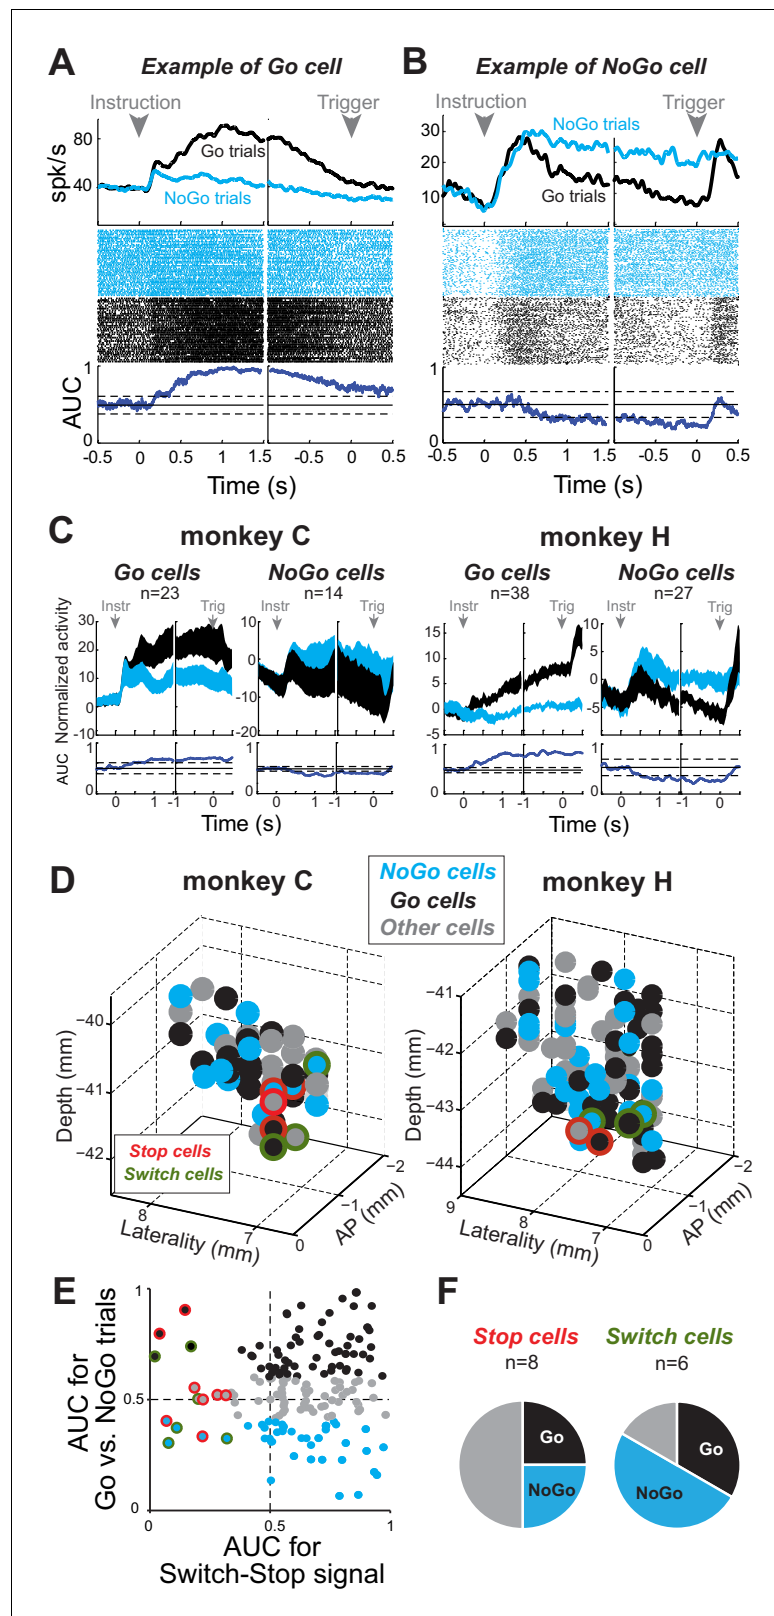 A
Example of Go cell
Instruction
Trigger
spk/s
80
40
Go trials
NoGo trials
AUC
1
0
-0.5 0 0.5 1 1.5 0 0.5
Time (s)
B
Example of NoGo cell
Instruction
Trigger
30
20
10
NoGo trials
Go trials
1
0
-0.5 0 0.5 1 1.5 0 0.5
Time (s)
C
monkey C
Go cells
n=23
NoGo cells
n=14
Instr
Trig
Normalized activity
30
20
10
0
-10
10
0
-10
-20
AUC
1
0
1
0
0 1 -1 0
0 1 -1 0
Time (s)
monkey H
Go cells
n=38
NoGo cells
n=27
Instr
Trig
15
10
5
0
-5
10
5
0
-5
1
0
1
0
0 1 -1 0
0 1 -1 0
Time (s)
D
monkey C
NoGo cells
Go cells
Other cells
monkey H
Depth (mm)
−40
−41
−42
Stop cells
Switch cells
8
7
Laterality (mm)
0
−1
−2
AP (mm)
Depth (mm)
−41
−42
−43
−44
9
8
7
Laterality (mm)
0
−1
−2
AP (mm)
E
AUC for
Go vs. NoGo trials
1
0.5
0
0 0.5 1
AUC for
Switch-Stop signal
F
Stop cells
n=8
Go
NoGo
Switch cells
n=6
Go
NoGo